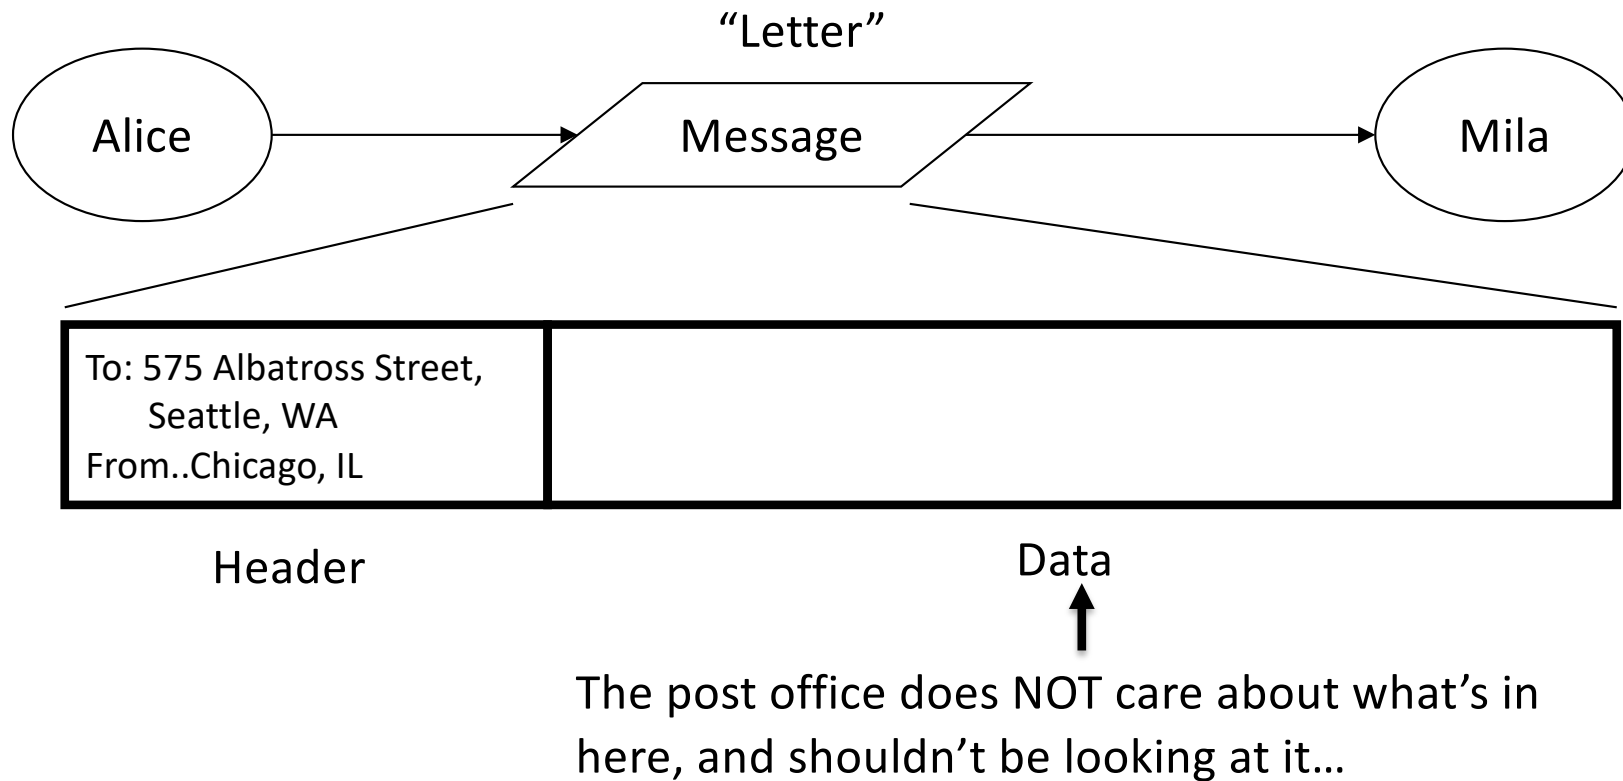 “Letter”
Alice
Message
Mila
To: 575 Albatross Street,
Seattle, WA
From..Chicago, IL
Header
Data
The post office does NOT care about what’s in
here, and shouldn’t be looking at it…